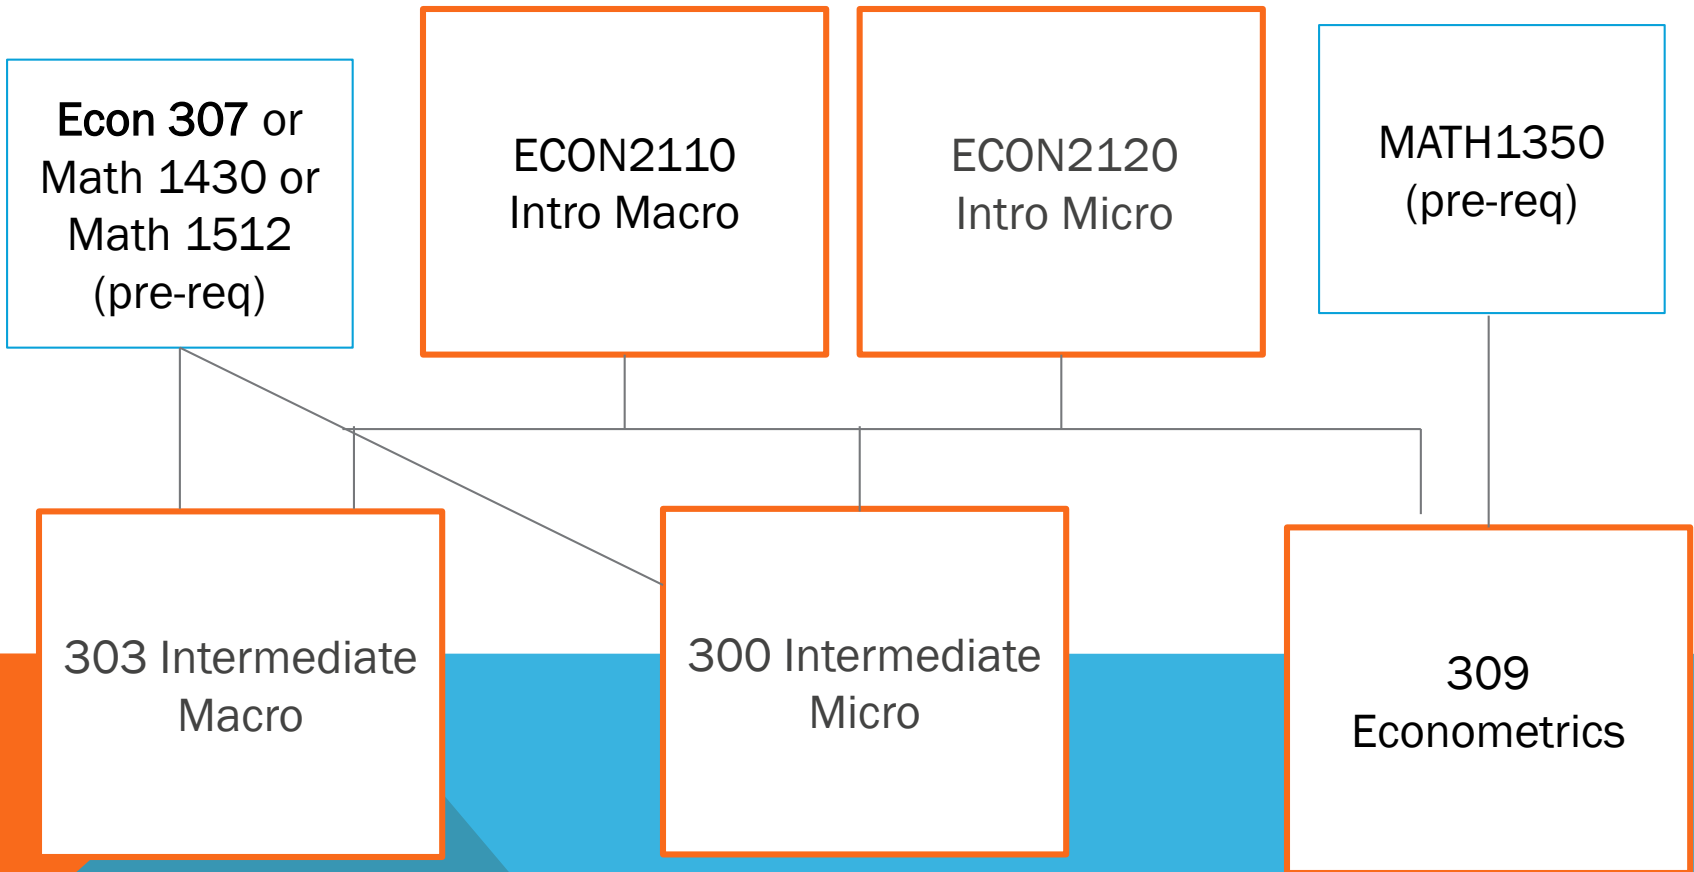 Econ 307 or
Math 1430 or
Math 1512
(pre-req)
ECON2110
Intro Macro
ECON2120
Intro Micro
MATH1350
(pre-req)
303 Intermediate
Macro
300 Intermediate
Micro
309
Econometrics